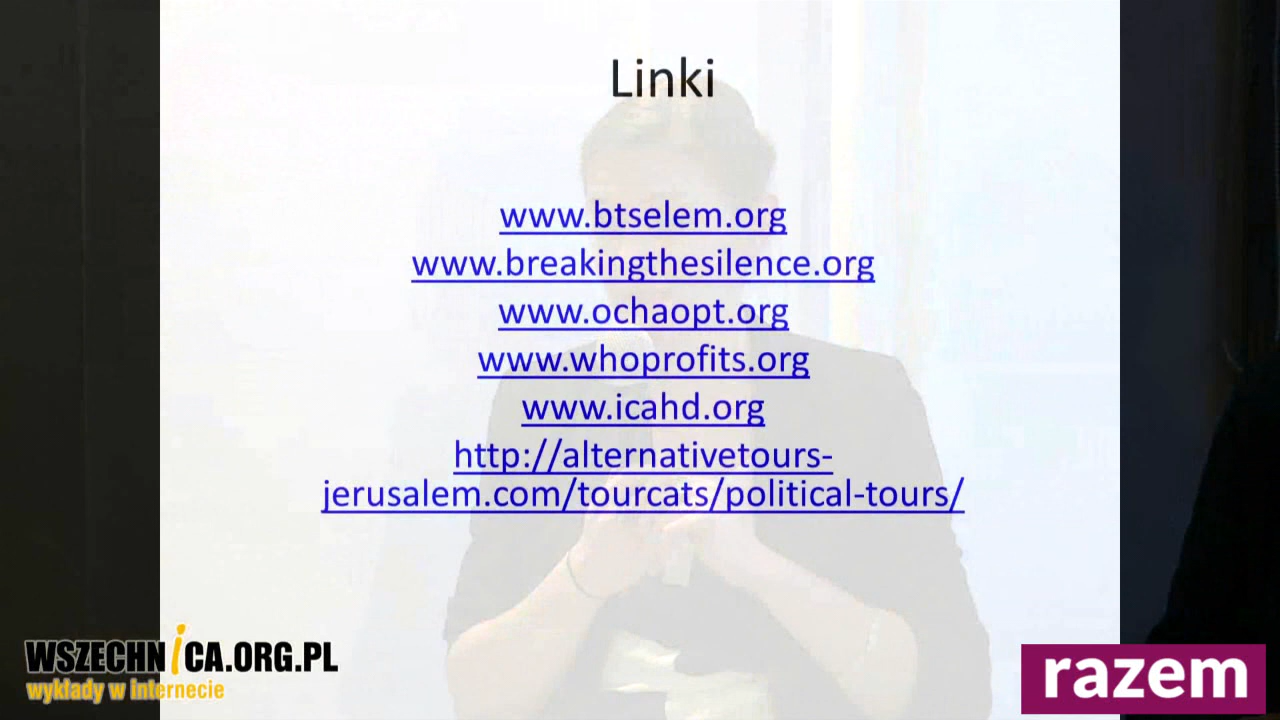 Linki
www.btselem.org
www.breakingthesilence.org
www.ochaopt.org
www.whoprofits.org
www.icahd.org
http://alternativetours-
jerusalem.com/tourcats/political-tours/
WSZECHNiCA.ORG.PL
wykłady w internecie
razem